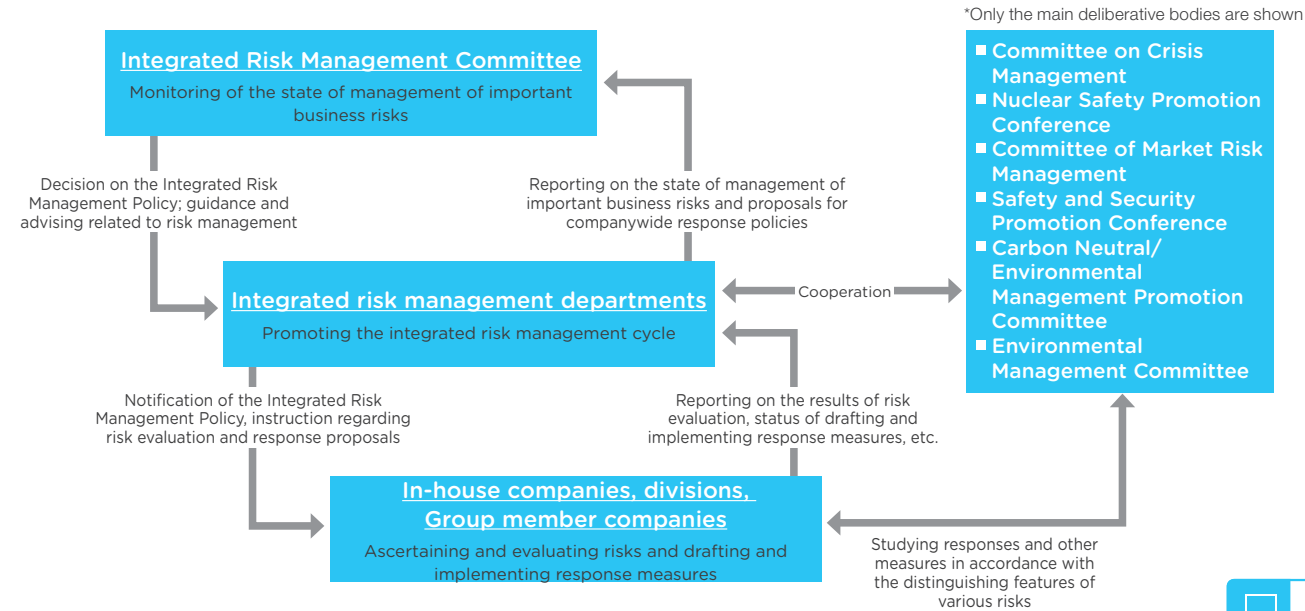 *Only the main deliberative bodies are shown
Integrated Risk Management Committee
Monitoring of the state of management of important
business risks
Decision on the Integrated Risk
Management Policy; guidance and
advising related to risk management
Reporting on the state of management of
important business risks and proposals for
companywide response policies
Integrated risk management departments
Promoting the integrated risk management cycle
Cooperation
Committee on Crisis
Management
Nuclear Safety Promotion
Conference
Committee of Market Risk
Management
Safety and Security
Promotion Conference
Carbon Neutral/
Environmental
Management Promotion
Committee
Environmental
Management Committee
Notification of the Integrated Risk
Management Policy, instruction regarding
risk evaluation and response proposals
Reporting on the results of risk
evaluation, status of drafting and
implementing response measures, etc.
In-house companies, divisions,
Group member companies
Ascertaining and evaluating risks and drafting and
implementing response measures
Studying responses and other
measures in accordance with
the distinguishing features of
various risks